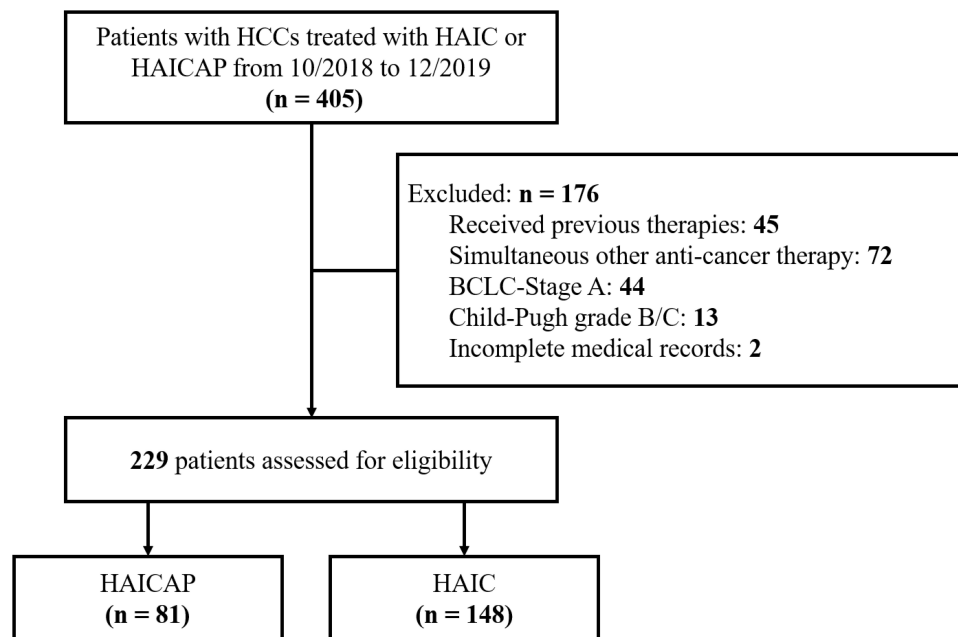 Patients with HCCs treated with HAIC or
HAICAP from 10/2018 to 12/2019
(n = 405)
Excluded: n = 176
Received previous therapies: 45
Simultaneous other anti-cancer therapy: 72
BCLC-Stage A: 44
Child-Pugh grade B/C: 13
Incomplete medical records: 2
229 patients assessed for eligibility
HAICAP
(n = 81)
HAIC
(n = 148)